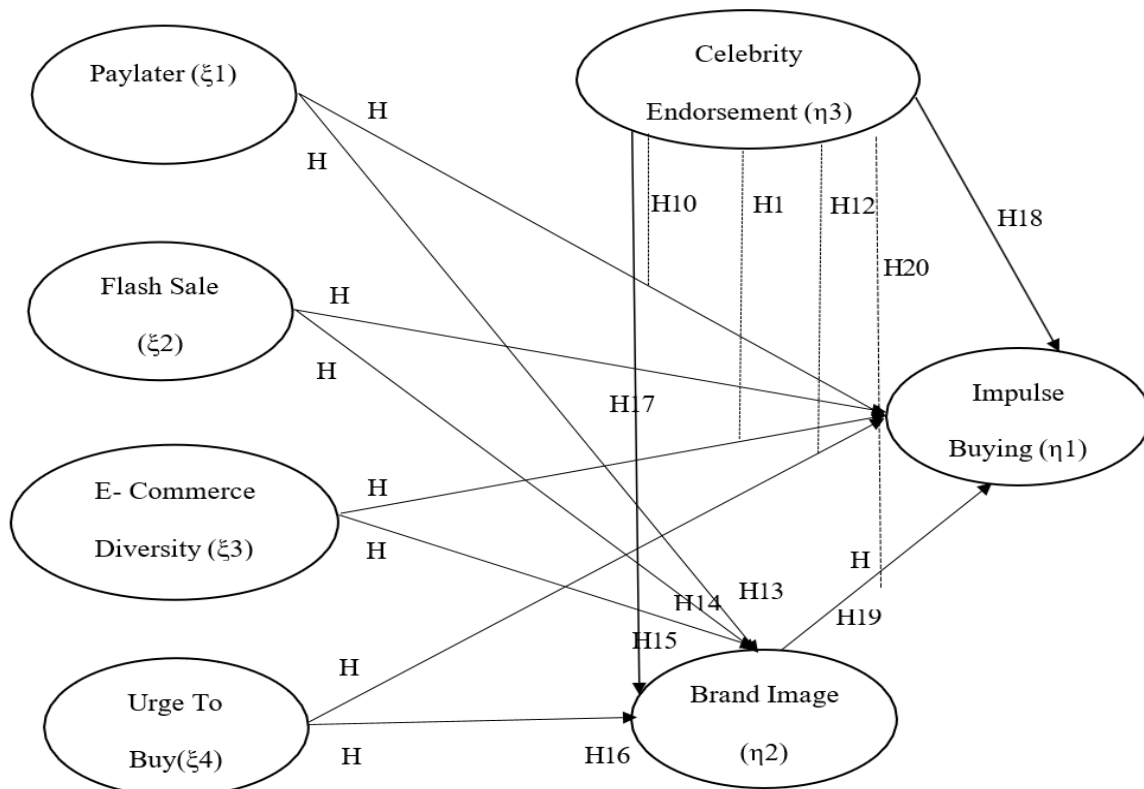 Paylater (ξ1)
Celebrity
Endorsement (η3)
H
H
H10
H1
H12
H18
H20
Flash Sale
(ξ2)
H
H
H17
Impulse
Buying (η1)
E- Commerce
Diversity (ξ3)
H
H
H
H13
H14
H19
H15
Urge To
Buy(ξ4)
H
H
H16
Brand Image
(η2)